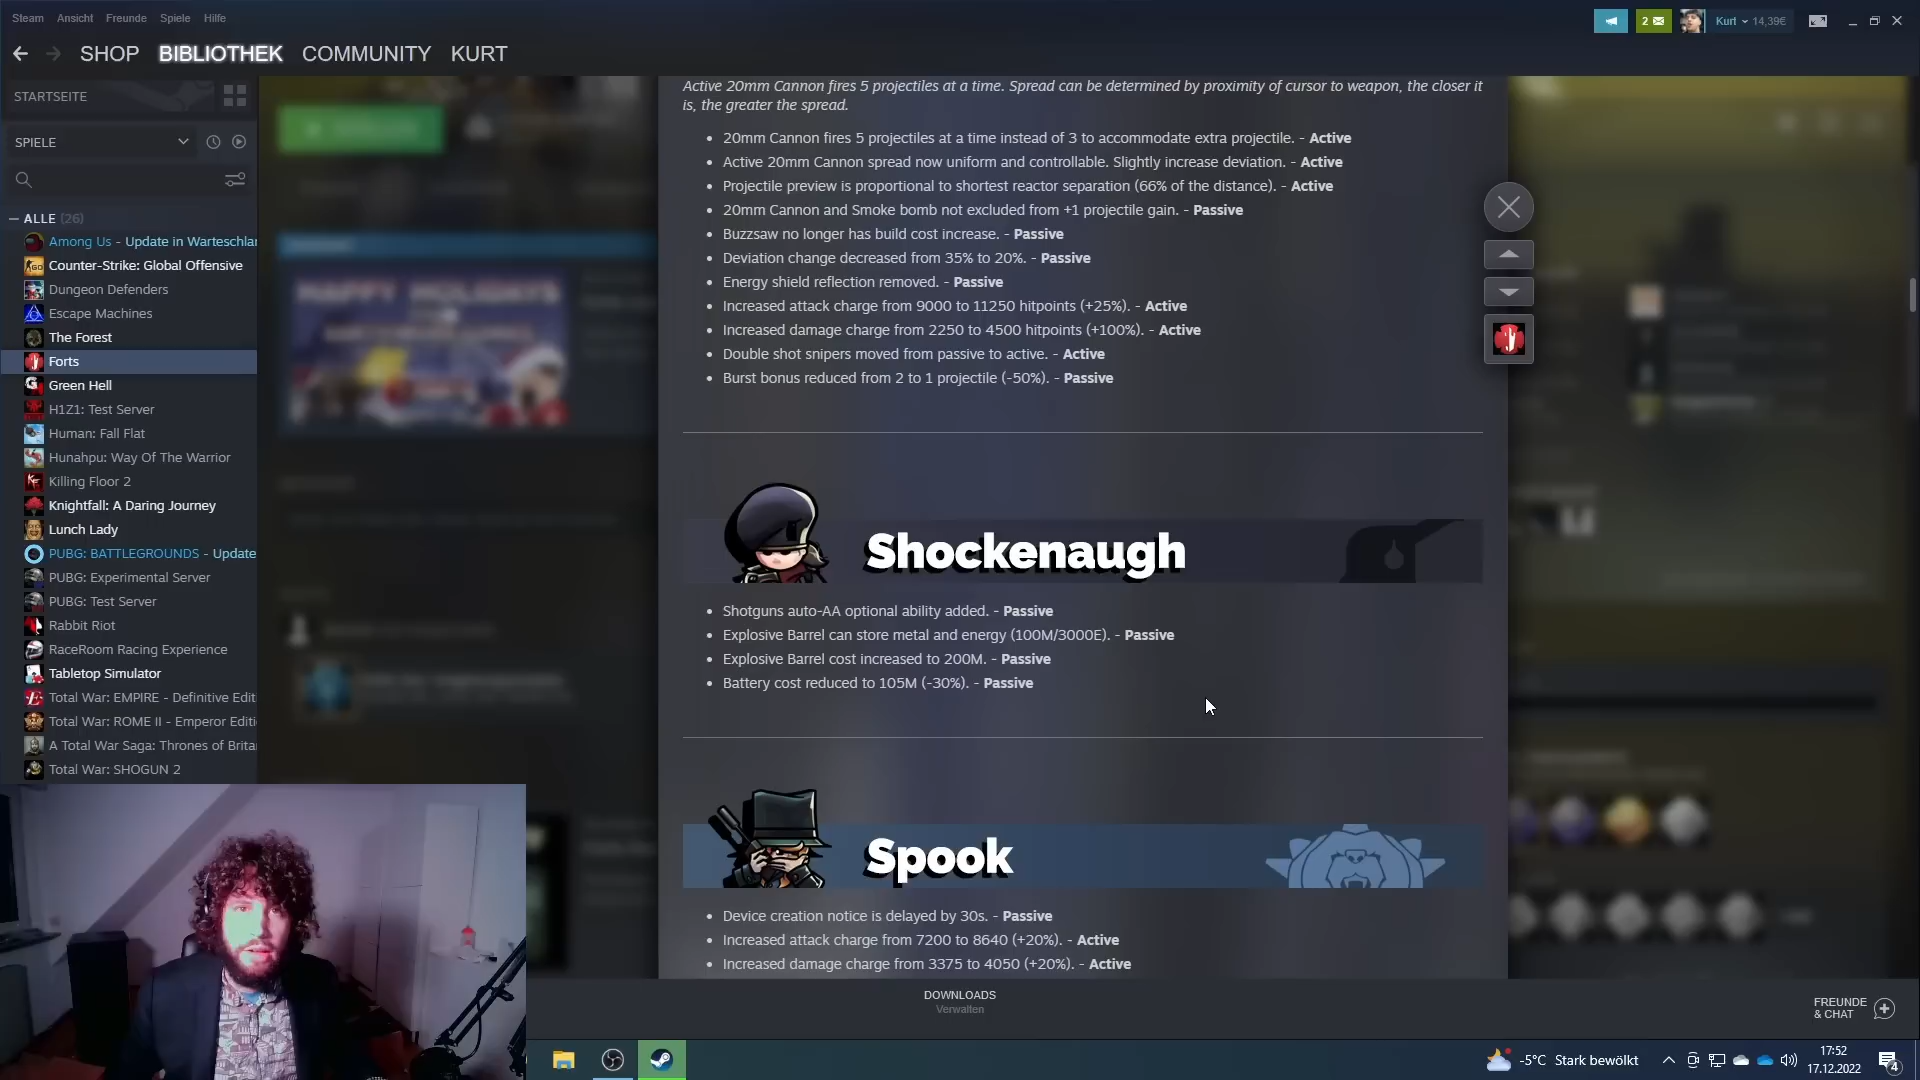 Steam Ansicht Freunde Spiele Hilfe
2
Kurt 14,39€
SHOP BIBLIOTHEK COMMUNITY KURT
STARTSEITE
SPIELE
ALLE (26)
Among Us - Update in Warteschlan
Counter-Strike: Global Offensive
Dungeon Defenders
Escape Machines
The Forest
Forts
Green Hell
H1Z1: Test Server
Human: Fall Flat
Hunahpu: Way Of The Warrior
Killing Floor 2
Knightfall: A Daring Journey
Lunch Lady
PUBG: BATTLEGROUNDS - Update
PUBG: Experimental Server
PUBG: Test Server
Rabbit Riot
RaceRoom Racing Experience
Tabletop Simulator
Total War: EMPIRE - Definitive Edit
Total War: ROME II - Emperor Editi
A Total War Saga: Thrones of Brita
Total War: SHOGUN 2
HAPPY HOLIDAYS
Active 20mm Cannon fires 5 projectiles at a time. Spread can be determined by proximity of cursor to weapon, the closer it
is, the greater the spread.
20mm Cannon fires 5 projectiles at a time instead of 3 to accommodate extra projectile. - Active
Active 20mm Cannon spread now uniform and controllable. Slightly increase deviation. - Active
Projectile preview is proportional to shortest reactor separation (66% of the distance). - Active
20mm Cannon and Smoke bomb not excluded from +1 projectile gain. - Passive
Buzzsaw no longer has build cost increase. - Passive
Deviation change decreased from 35% to 20%. - Passive
Energy shield reflection removed. - Passive
Increased attack charge from 9000 to 11250 hitpoints (+25%). - Active
Increased damage charge from 2250 to 4500 hitpoints (+100%). - Active
Double shot snipers moved from passive to active. - Active
Burst bonus reduced from 2 to 1 projectile (-50%). - Passive
Shockenaugh
Shotguns auto-AA optional ability added. - Passive
Explosive Barrel can store metal and energy (100M/3000E). - Passive
Explosive Barrel cost increased to 200M. - Passive
Battery cost reduced to 105M (-30%). - Passive
Spook
Device creation notice is delayed by 30s. - Passive
Increased attack charge from 7200 to 8640 (+20%). - Active
Increased damage charge from 3375 to 4050 (+20%). - Active
DOWNLOADS
Verwalten
FREUNDE
& CHAT
-5°C Stark bewölkt
17:52
17.12.2022
4